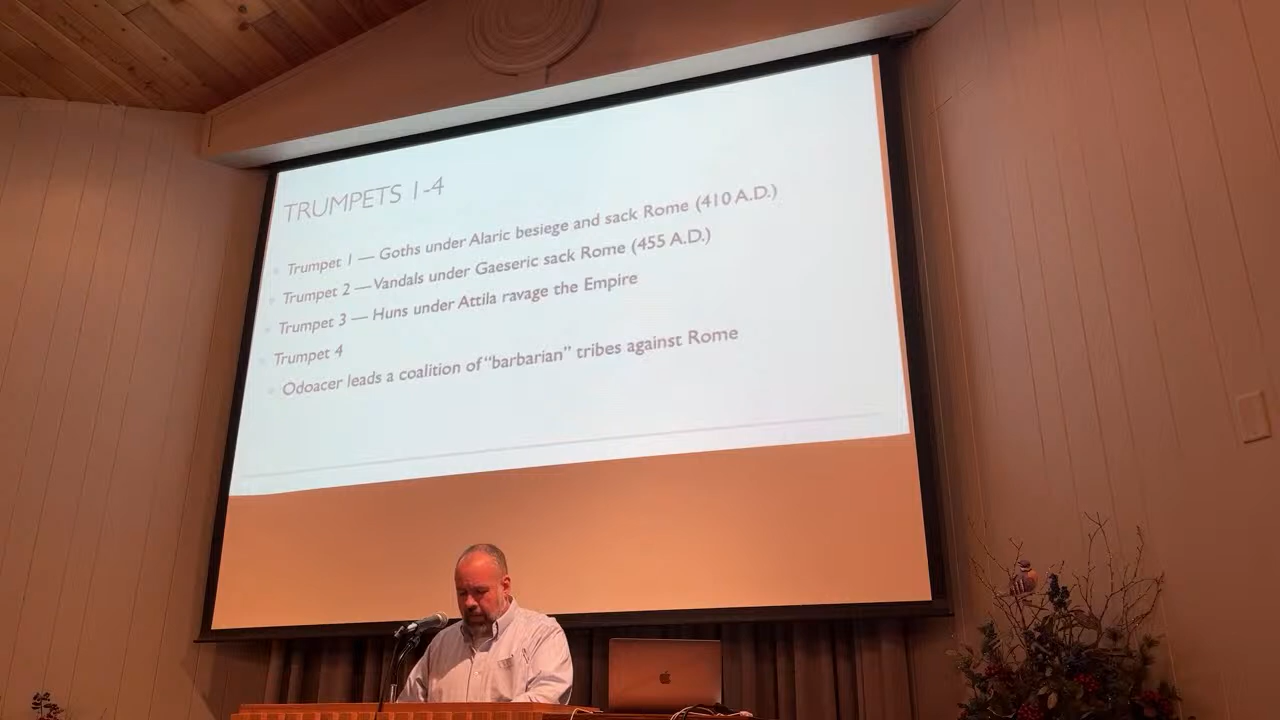 TRUMPETS 1-4
Trumpet 1 — Goths under Alaric besiege and sack Rome (410 A.D.)
Trumpet 2 — Vandals under Gaeseric sack Rome (455 A.D.)
Trumpet 3 — Huns under Attila ravage the Empire
Trumpet 4
Odoacer leads a coalition of “barbarian” tribes against Rome